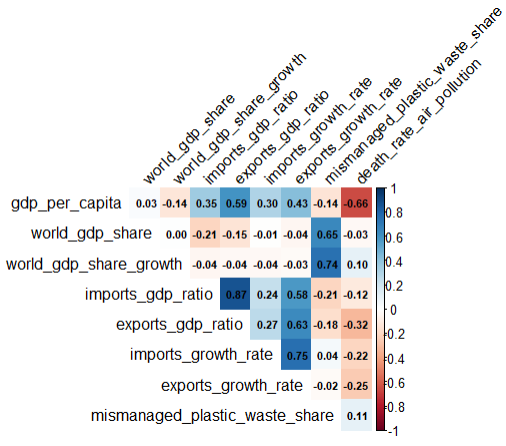 world_gdp_share
world_gdp_share_growth
imports_gdp_ratio
exports_gdp_ratio
imports_growth_rate
exports_growth_rate
mismanaged_plastic_waste_share
death_rate_air_pollution
gdp_per_capita 0.03 -0.14 0.35 0.59 0.30 0.43 -0.14 -0.66
world_gdp_share 0.00 -0.21 -0.15 -0.01 -0.04 0.65 -0.03
world_gdp_share_growth -0.04 -0.04 -0.04 -0.03 0.74 0.10
imports_gdp_ratio 0.87 0.24 0.58 -0.21 -0.12
exports_gdp_ratio 0.27 0.63 -0.18 -0.32
imports_growth_rate 0.75 0.04 -0.22
exports_growth_rate -0.02 -0.25
mismanaged_plastic_waste_share 0.11
1
0.8
0.6
0.4
0.2
0
-0.2
-0.4
-0.6
-0.8
-1